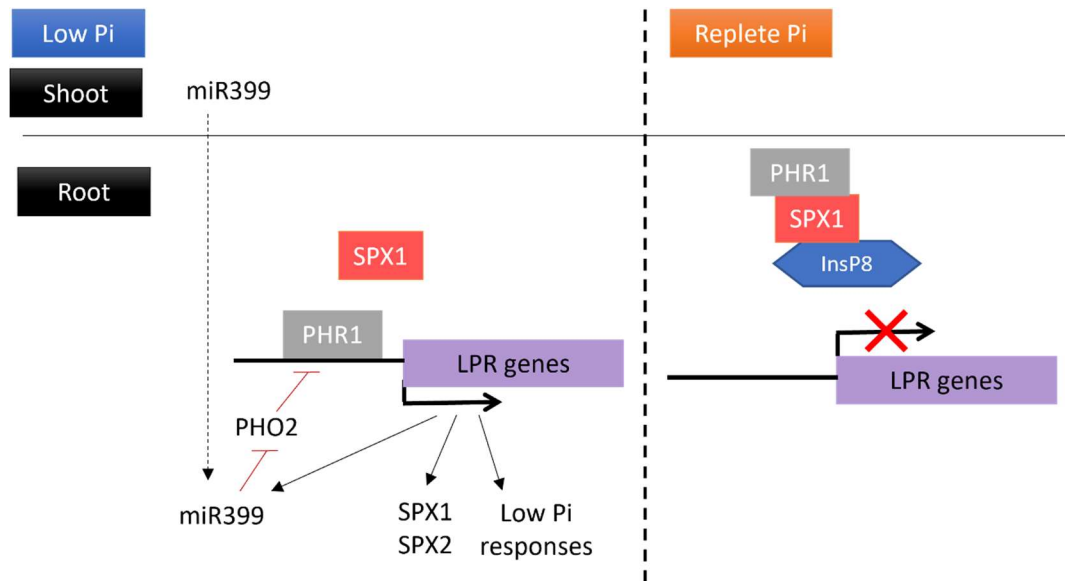 Low Pi
Replete Pi
Shoot
miR399
Root
PHR1
SPX1
InsP8
SPX1
PHR1
LPR genes
LPR genes
PHO2
miR399
SPX1
SPX2
Low Pi
responses